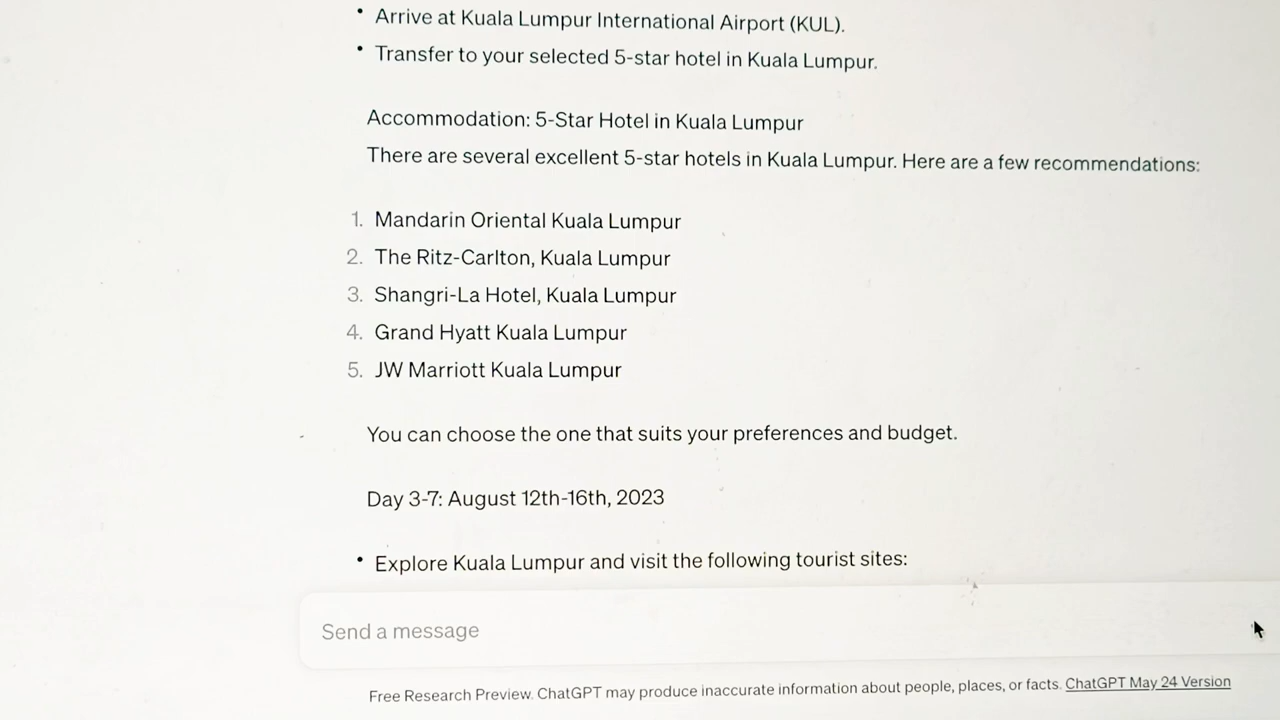 • Arrive at Kuala Lumpur International Airport (KUL).
• Transfer to your selected 5-star hotel in Kuala Lumpur.
Accommodation: 5-Star Hotel in Kuala Lumpur
There are several excellent 5-star hotels in Kuala Lumpur. Here are a few recommendations:
1. Mandarin Oriental Kuala Lumpur
2. The Ritz-Carlton, Kuala Lumpur
3. Shangri-La Hotel, Kuala Lumpur
4. Grand Hyatt Kuala Lumpur
5. JW Marriott Kuala Lumpur
You can choose the one that suits your preferences and budget.
Day 3-7: August 12th-16th, 2023
• Explore Kuala Lumpur and visit the following tourist sites:
Send a message
Free Research Preview. ChatGPT may produce inaccurate information about people, places, or facts. ChatGPT May 24 Version